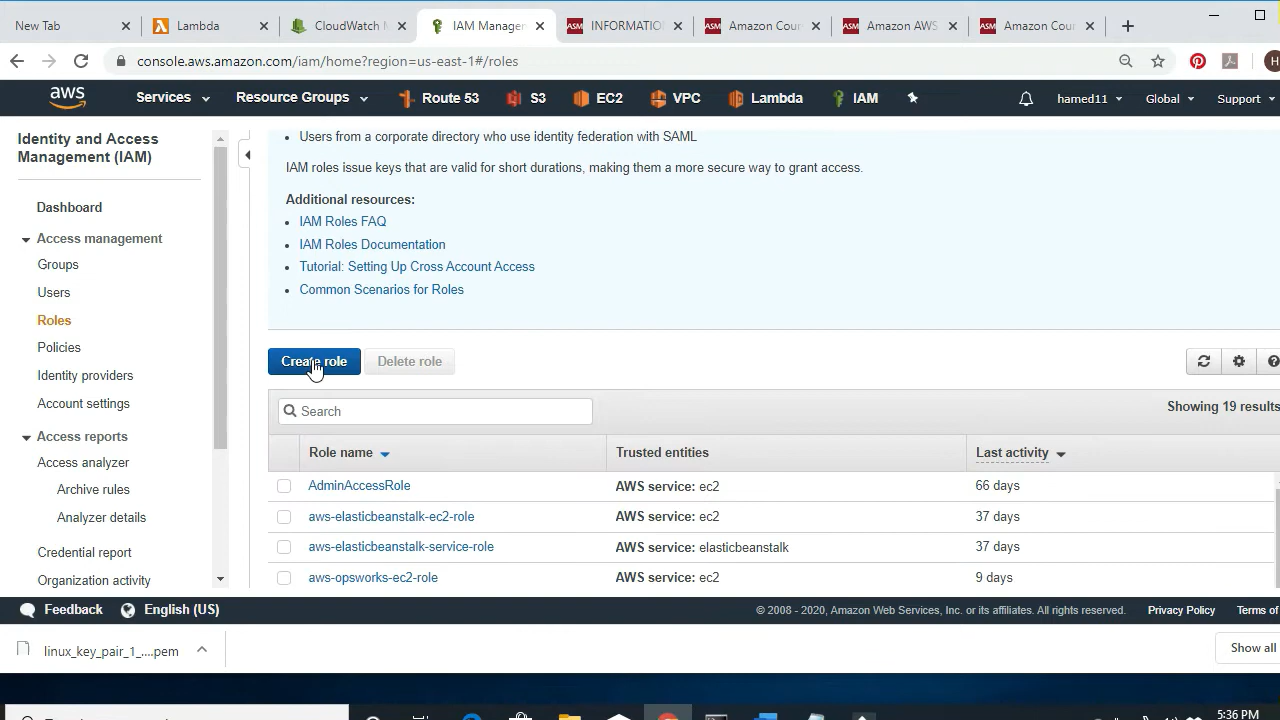 New Tab
Lambda
CloudWatch M
IAM Manage
INFORMATIO
Amazon Cou
Amazon AWS
Amazon Cou
console.aws.amazon.com/iam/home?region=us-east-1#/roles
aws
Services
Resource Groups
Route 53
S3
EC2
VPC
Lambda
IAM
hamed11
Global
Support
Identity and Access
Management (IAM)
Dashboard
Access management
Groups
Users
Roles
Policies
Identity providers
Account settings
Access reports
Access analyzer
Archive rules
Analyzer details
Credential report
Organization activity
• Users from a corporate directory who use identity federation with SAML
IAM roles issue keys that are valid for short durations, making them a more secure way to grant access.
Additional resources:
• IAM Roles FAQ
• IAM Roles Documentation
• Tutorial: Setting Up Cross Account Access
• Common Scenarios for Roles
Create role
Delete role
Search
Showing 19 results
Role name
Trusted entities
Last activity
AdminAccessRole
AWS service: ec2
66 days
aws-elasticbeanstalk-ec2-role
AWS service: ec2
37 days
aws-elasticbeanstalk-service-role
AWS service: elasticbeanstalk
37 days
aws-opsworks-ec2-role
AWS service: ec2
9 days
Feedback
English (US)
© 2008 - 2020, Amazon Web Services, Inc. or its affiliates. All rights reserved.
Privacy Policy
Terms of
linux_key_pair_1_....pem
Show all
5:36 PM